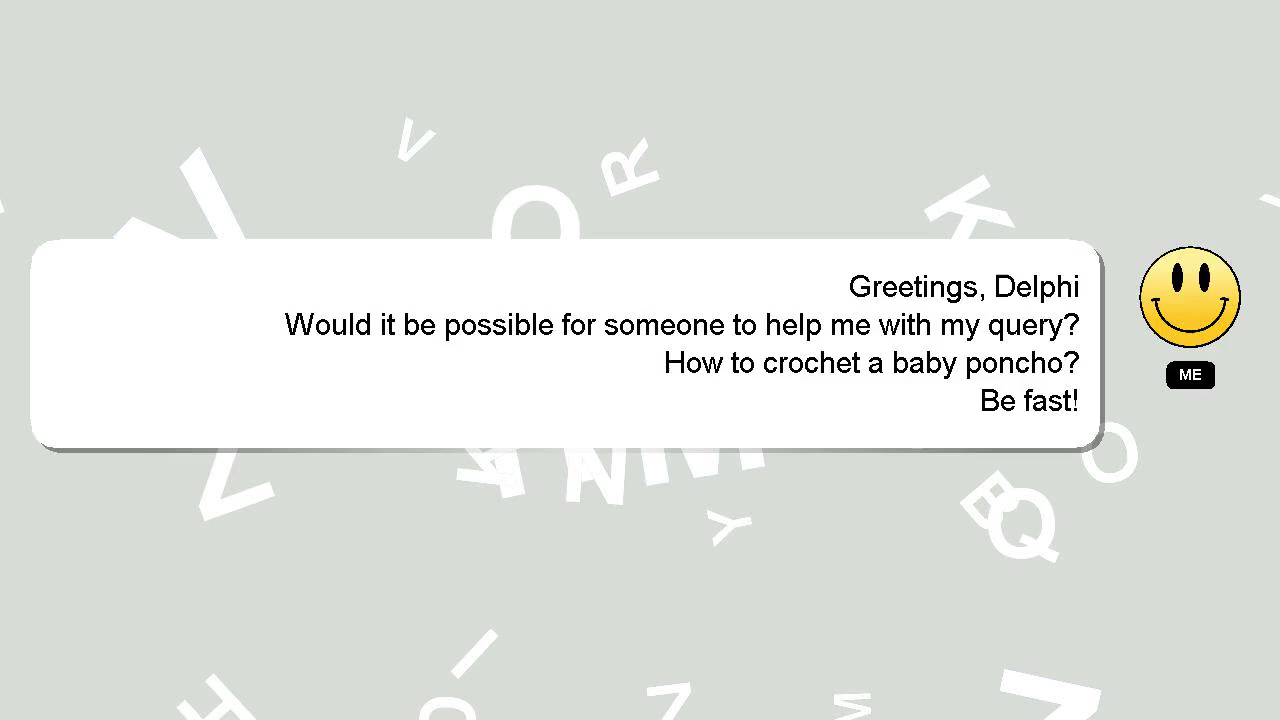 Greetings, Delphi
Would it be possible for someone to help me with my query?
How to crochet a baby poncho?
Be fast!
ME